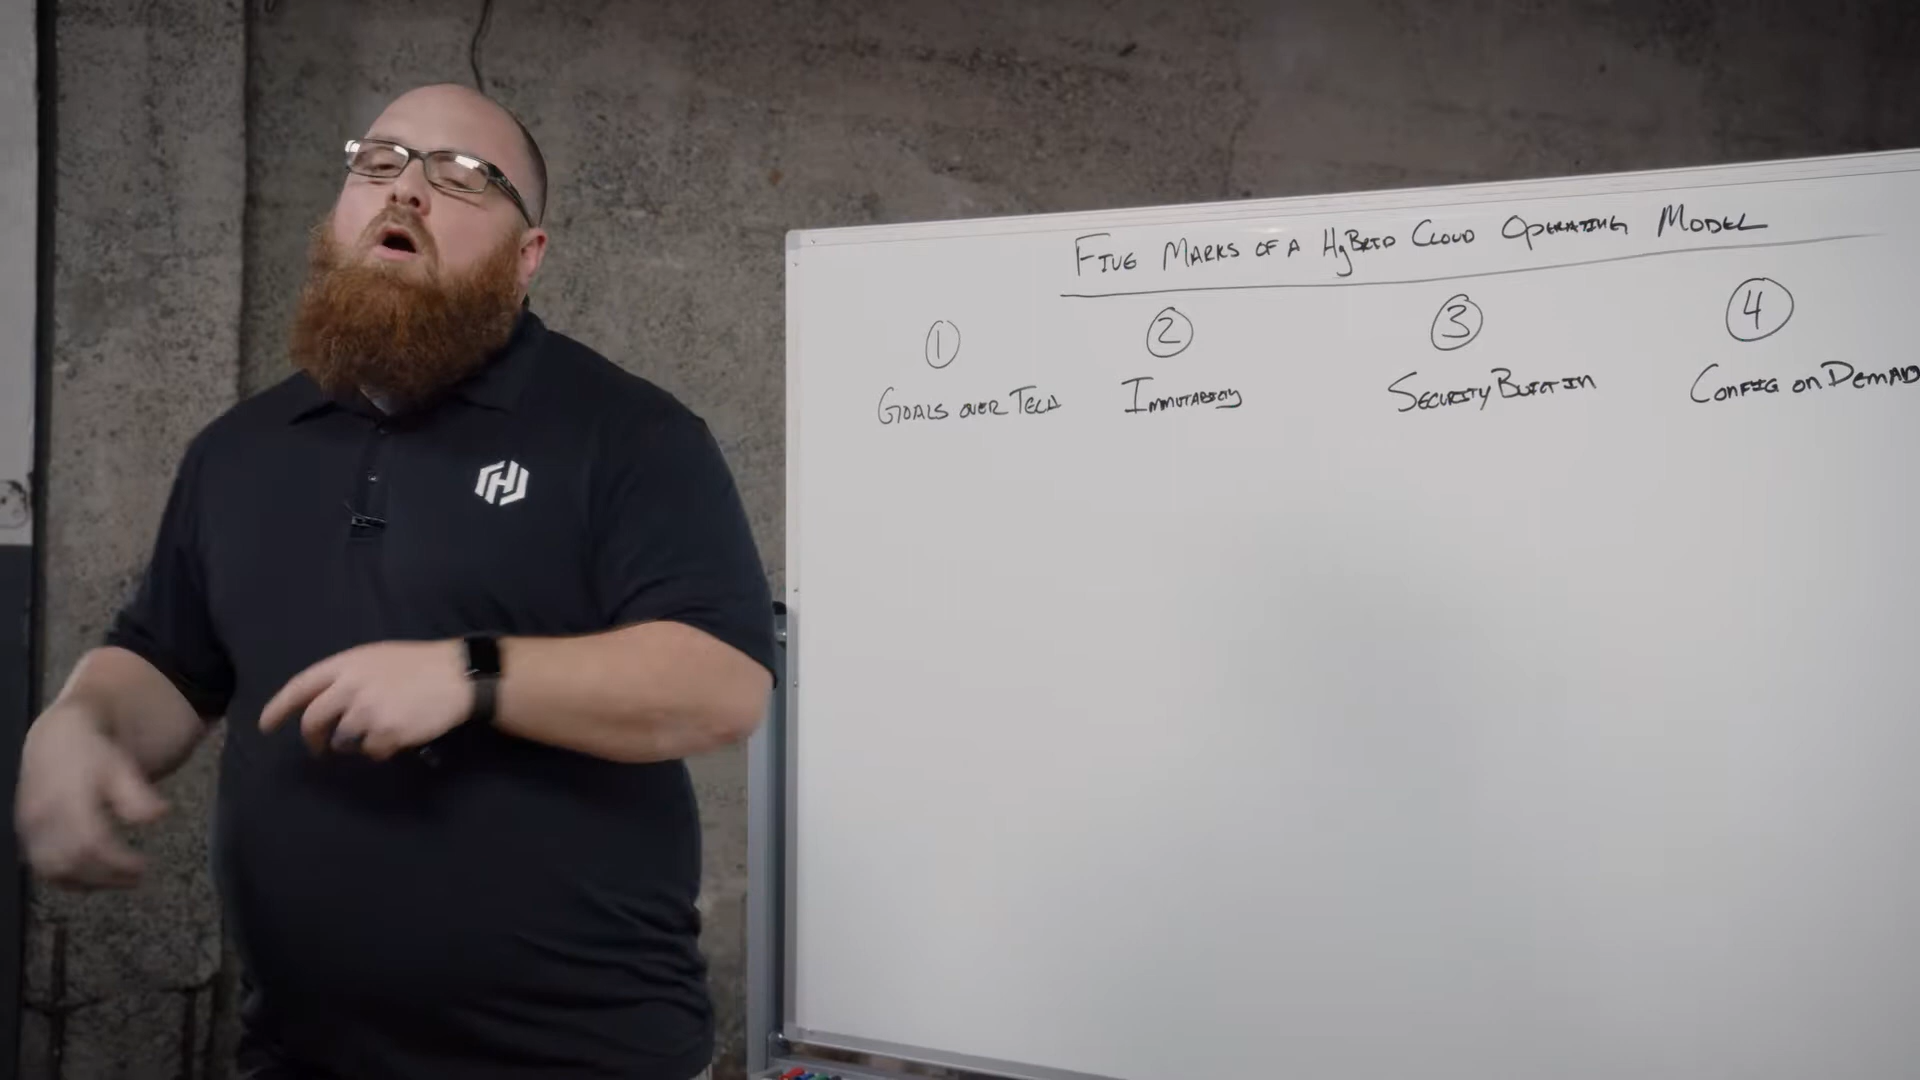 Five Marks of a Hybrid Cloud Operating Model
1
Goals over Tech
2
Immutability
3
Security Built in
4
Config on Demand